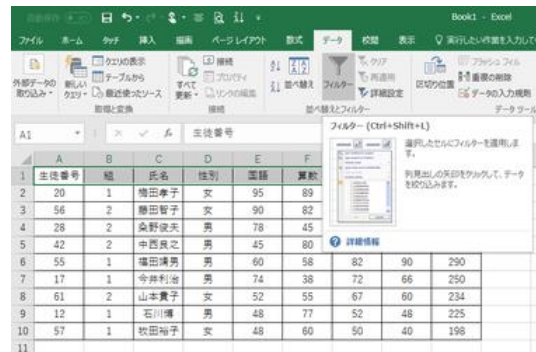 Book1 - Excel
ファイル ホーム タッチ 挿入 描画 ページ レイアウト 数式 データ 校閲 表示 実行したい作業を入力して
外部データの取り込み
新しいクエリ
クエリの表示
テーブルから
最近使ったソース
取得と変換
すべて更新
接続
プロパティ
リンクの編集
接続
並べ替え
フィルター
クリア
再適用
詳細設定
並べ替えとフィルター
区切り位置
フラッシュ フィル
重複の削除
データの入力規則
データ ツール
A1 fx 生徒番号
フィルター (Ctrl+Shift+L)
選択したセルにフィルターを適用します。
列見出しの矢印をクリックして、データを絞り込みます。
詳細情報
A B C D E F
1 生徒番号 組 氏名 性別 国語 算数
2 20 1 梅田孝子 女 95 89
3 56 2 藤田智子 女 90 82
4 28 2 桑野俊夫 男 78 45
5 42 2 中西良之 男 45 80
6 55 1 福田靖男 男 60 58 82 90 290
7 17 1 今井利治 男 74 38 72 66 250
8 61 2 山本貴子 女 52 55 67 60 234
9 12 1 石川博 男 48 77 52 48 225
10 57 1 牧田裕子 女 48 60 50 40 198
11